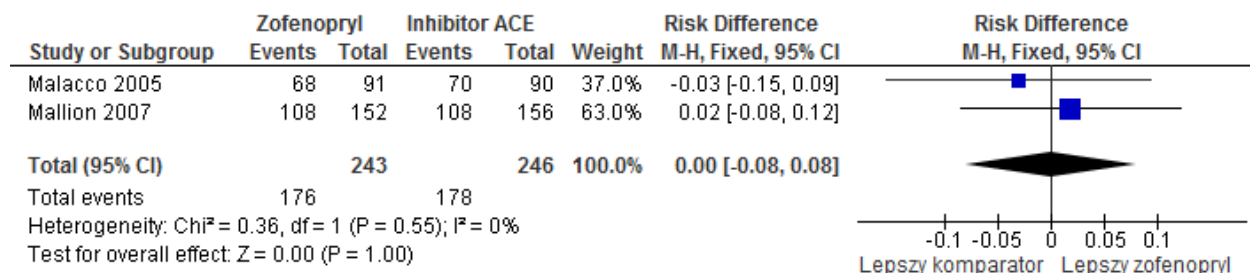 Zofenopryl Inhibitor ACE Risk Difference Risk Difference
Study or Subgroup Events Total Events Total Weight M-H, Fixed, 95% CI M-H, Fixed, 95% CI
Malacco 2005 68 91 70 90 37.0% -0.03 [-0.15, 0.09]
Mallion 2007 108 152 108 156 63.0% 0.02 [-0.08, 0.12]
Total (95% CI) 243 246 100.0% 0.00 [-0.08, 0.08]
Total events 176 178
Heterogeneity: Chi² = 0.36, df = 1 (P = 0.55); I² = 0%
Test for overall effect: Z = 0.00 (P = 1.00)
-0.1 -0.05 0 0.05 0.1
Lepszy komparator Lepszy zofenopryl